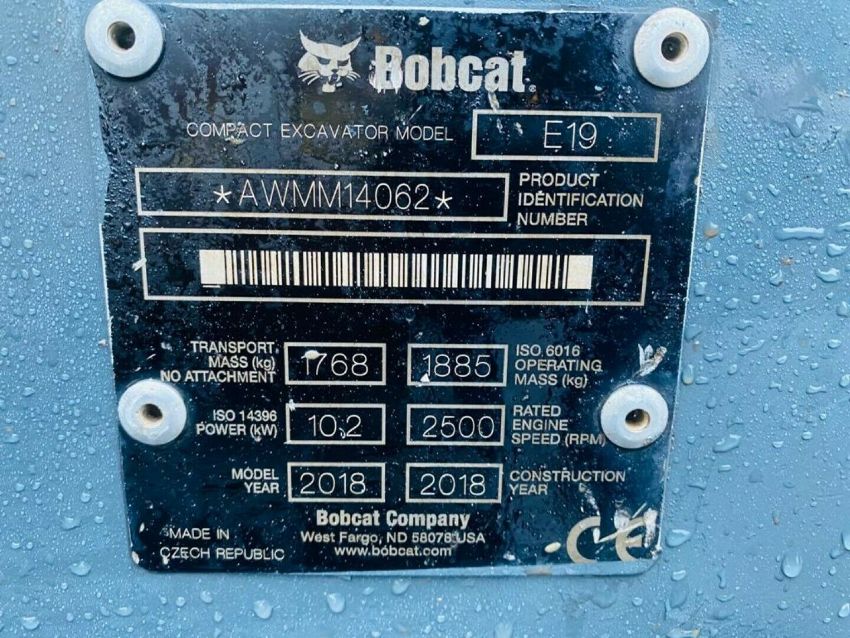 Bobcat®
COMPACT EXCAVATOR MODEL E19
*AWMM14062* PRODUCT IDENTIFICATION NUMBER
TRANSPORT MASS (kg) NO ATTACHMENT 1768 1885 ISO 6016 OPERATING MASS (kg)
ISO 14396 POWER (kW) 10.2 2500 RATED ENGINE SPEED (RPM)
MODEL YEAR 2018 2018 CONSTRUCTION YEAR
Bobcat Company
MADE IN West Fargo, ND 58078 USA
CZECH REPUBLIC www.bobcat.com
CE